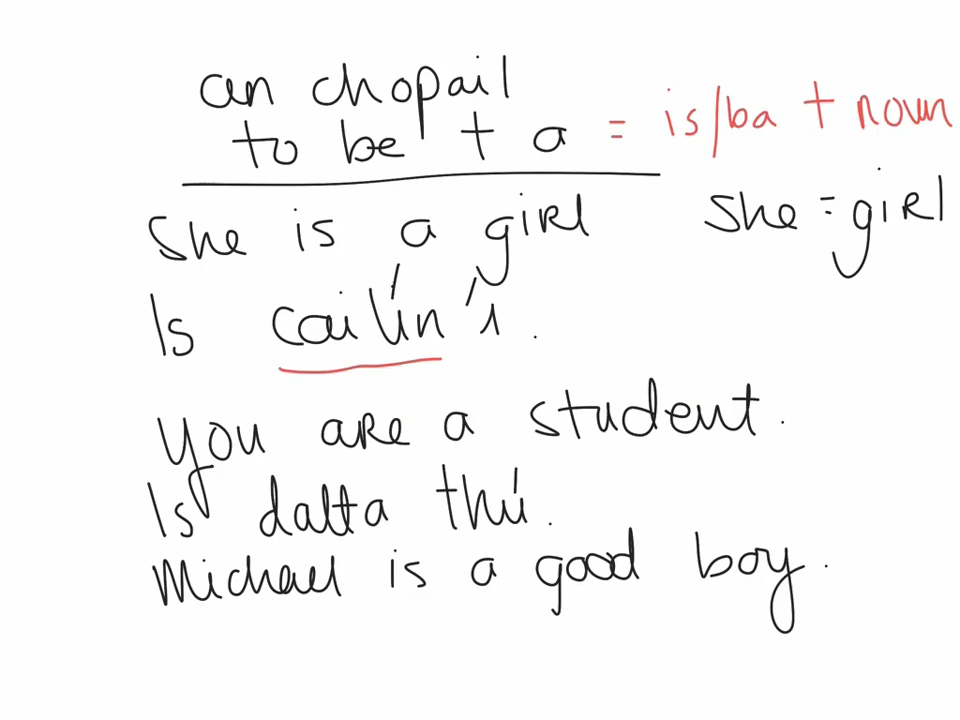 an chopail
to be + a = is/ba + noun
She is a girl she = girl
Is cailín í.
you are a student.
Is dalta thú.
Michael is a good boy.